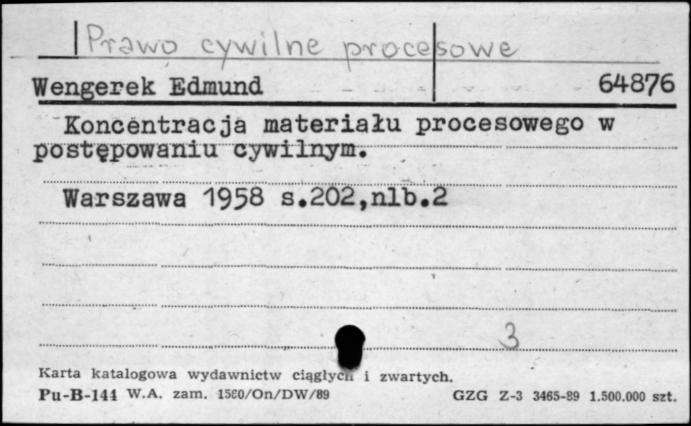 Prawo cywilne procesowe
Wengerek Edmund 64876
Koncentracja materiału procesowego w
postępowaniu cywilnym.
Warszawa 1958 s.202,nlb.2
3
Karta katalogowa wydawnictw ciągłych i zwartych.
Pu-B-144 W.A. zam. 1560/On/DW/89 GZG Z-3 3465-89 1.500.000 szt.